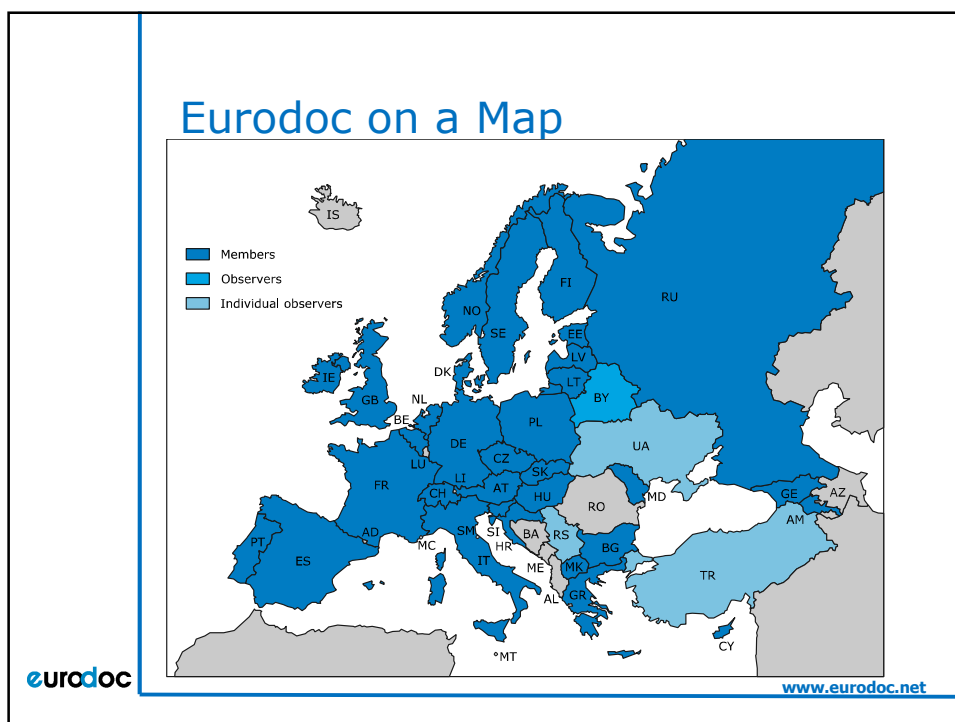 Eurodoc on a Map
IS
Members
Observers
Individual observers
FI
RU
NO
SE
EE
LV
DK
LT
IE
NL
BY
GB
BE
PL
DE
UA
CZ
LU
SK
LI
FR
CH
AT
HU
MD
GE
AZ
RO
AD
SM
SI
BA
RS
AM
PT
MC
HR
BG
ES
IT
ME
MK
TR
AL
GR
CY
°MT
eurodoc
www.eurodoc.net